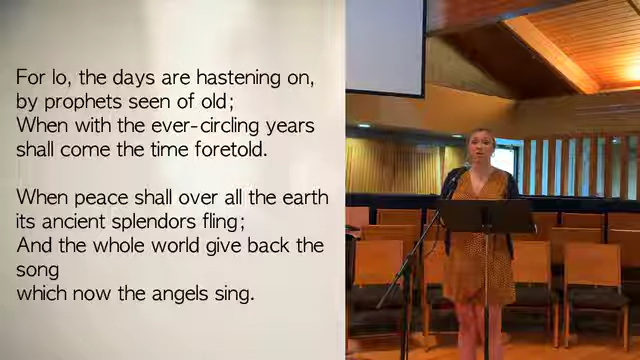 For lo, the days are hastening on,
by prophets seen of old;
When with the ever-circling years
shall come the time foretold.
When peace shall over all the earth
its ancient splendors fling;
And the whole world give back the
song
which now the angels sing.